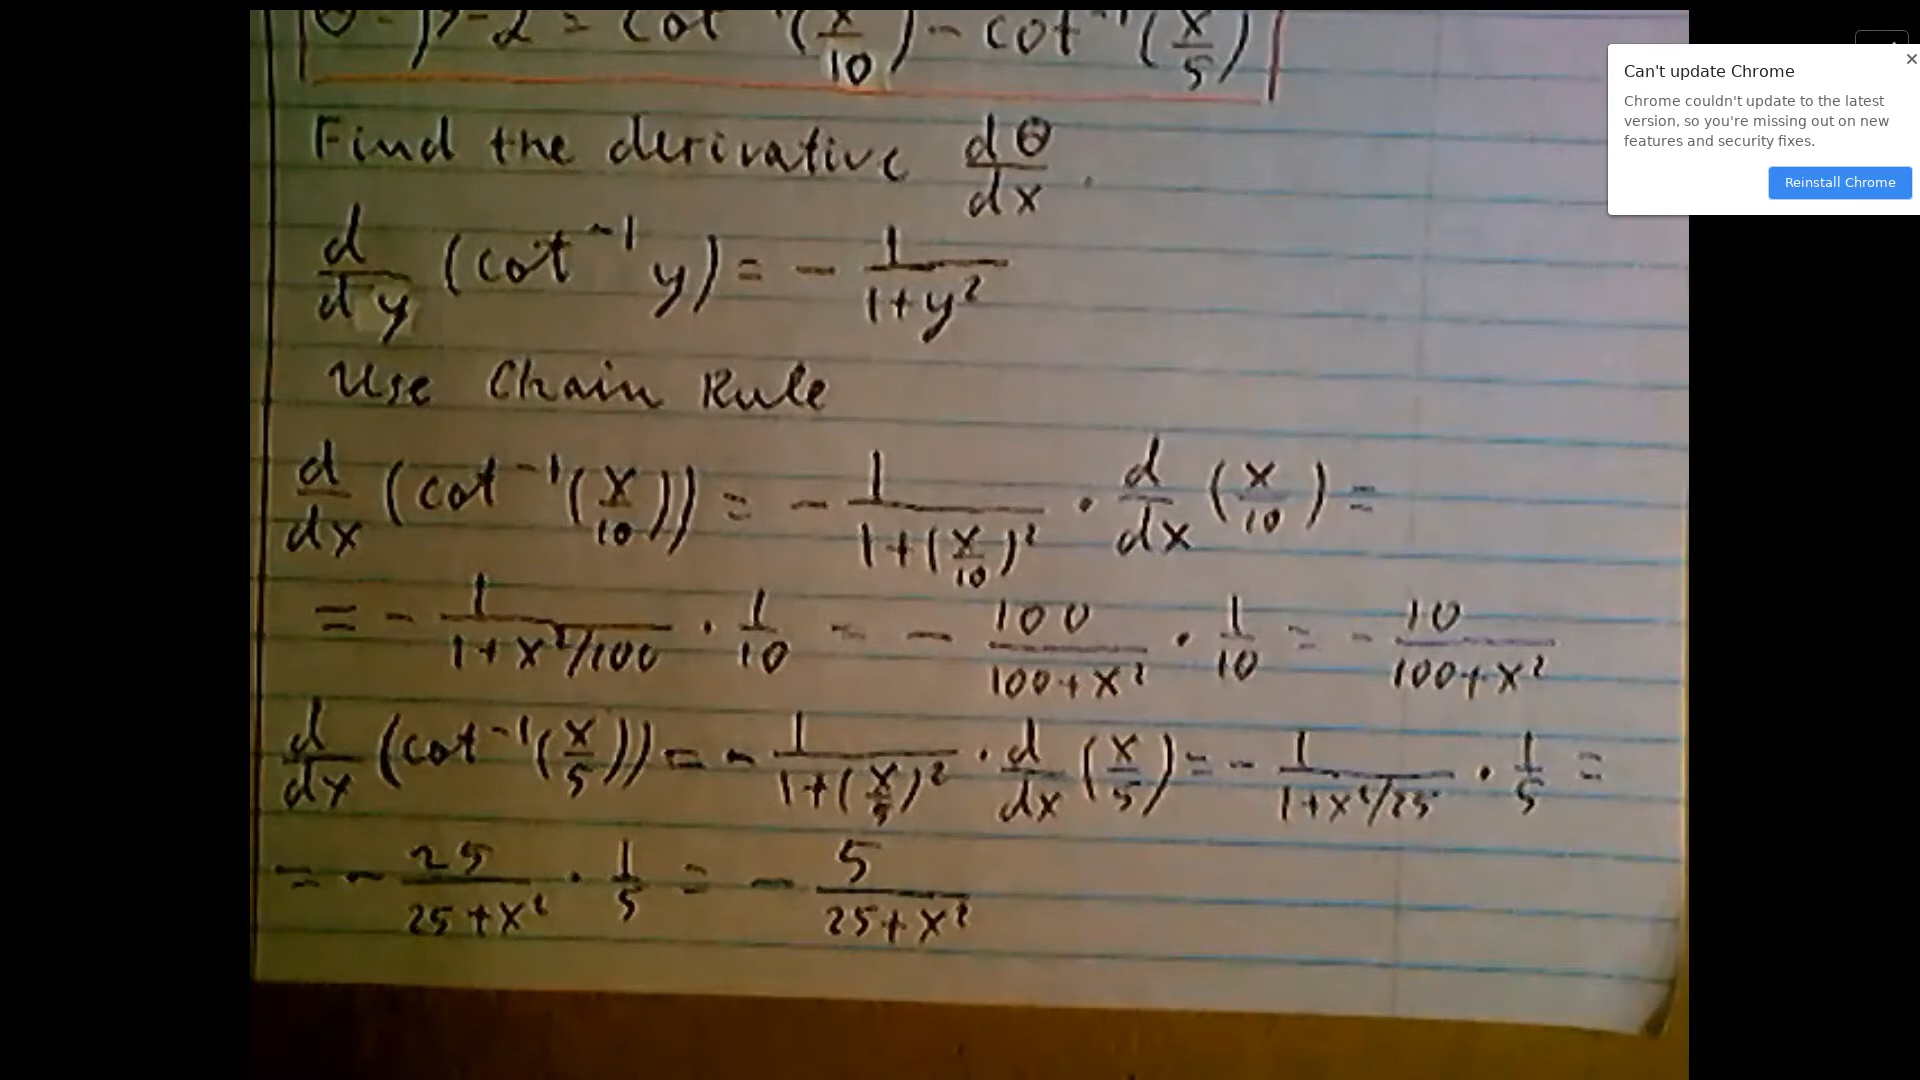 θ = γ - α = cot⁻¹(x/10) - cot⁻¹(x/5)
Find the derivative dθ/dx.
d/dy (cot⁻¹ y) = - 1/(1+y²)
Use Chain Rule
d/dx (cot⁻¹(x/10)) = - 1/(1+(x/10)²) · d/dx (x/10) =
= - 1/(1+x²/100) · 1/10 = - 100/(100+x²) · 1/10 = - 10/(100+x²)
d/dx (cot⁻¹(x/5)) = - 1/(1+(x/5)²) · d/dx (x/5) = - 1/(1+x²/25) · 1/5 =
= - 25/(25+x²) · 1/5 = - 5/(25+x²)
Can't update Chrome
Chrome couldn't update to the latest
version, so you're missing out on new
features and security fixes.
Reinstall Chrome